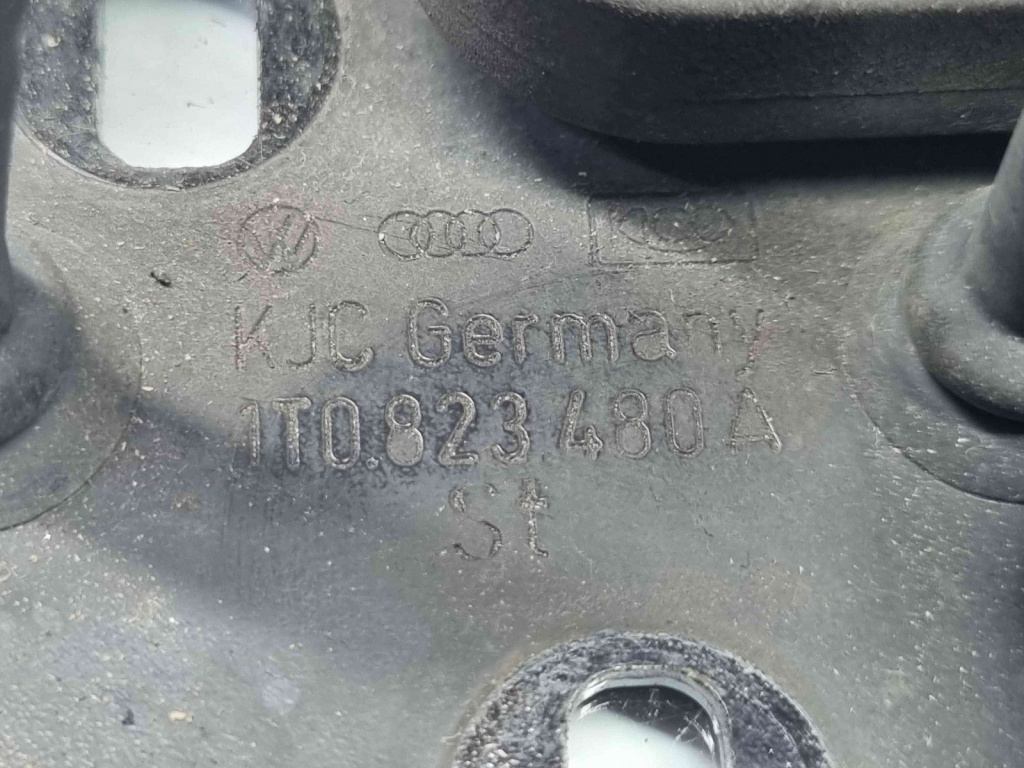 KJC Germany
1T0.823.480 A
St